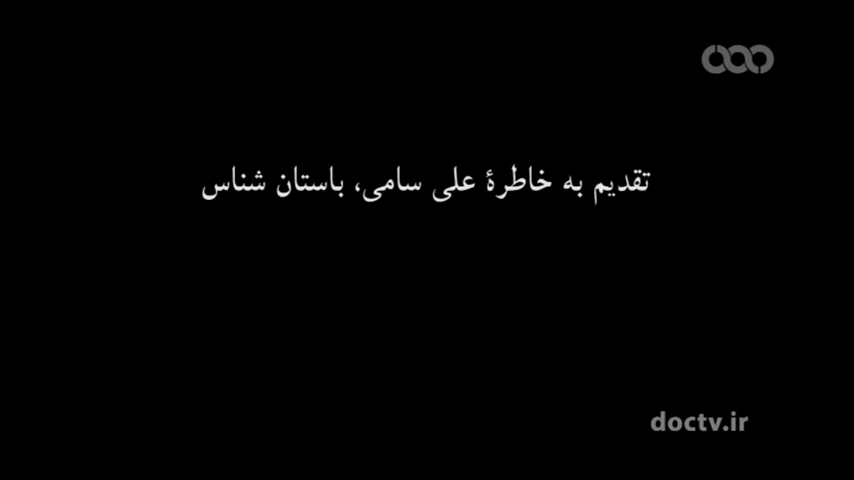 تقدیم به خاطرهٔ علی سامی، باستان شناس
doctv.ir